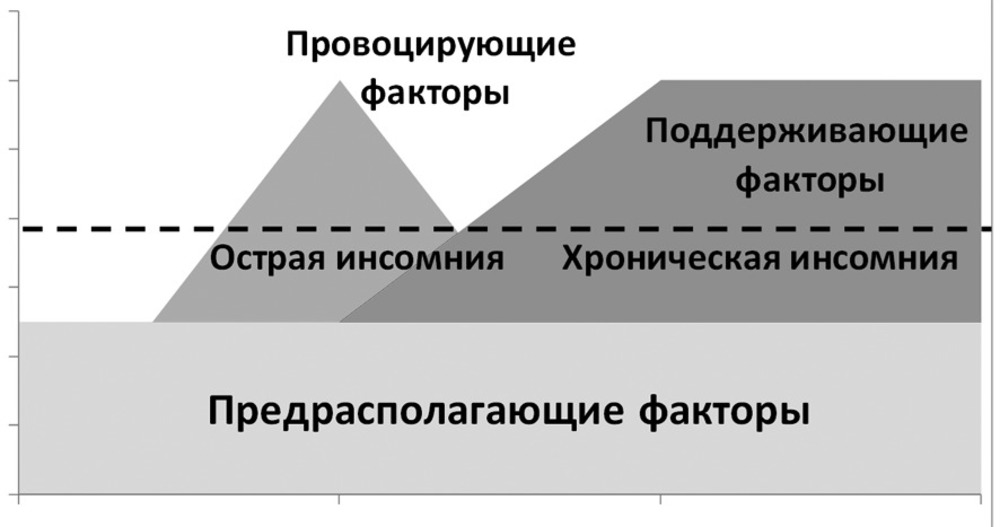 Провоцирующие
факторы
Поддерживающие
факторы
Острая инсомния
Хроническая инсомния
Предрасполагающие факторы